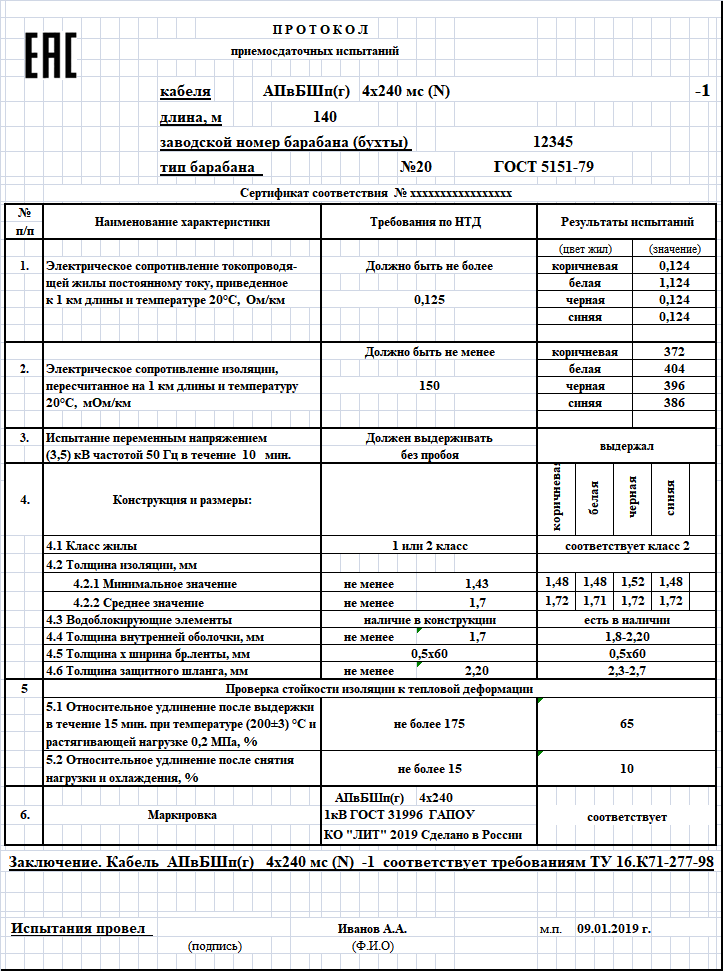 EAC
П Р О Т О К О Л
приемосдаточных испытаний
кабеля АПвБШп(г) 4х240 мс (N) -1
длина, м 140
заводской номер барабана (бухты) 12345
тип барабана №20 ГОСТ 5151-79
Сертификат соответствия № хххххххххххххххххх
№ п/п Наименование характеристики Требования по НТД Результаты испытаний
(цвет жил) (значение)
1. Электрическое сопротивление токопроводя- Должно быть не более коричневая 0,124
щей жилы постоянному току, приведенное белая 1,124
к 1 км длины и температуре 20°С, Ом/км 0,125 черная 0,124
синяя 0,124
Должно быть не менее коричневая 372
2. Электрическое сопротивление изоляции, белая 404
пересчитанное на 1 км длины и температуру 150 черная 396
20°С, мОм/км синяя 386
3. Испытание переменным напряжением Должен выдерживать выдержал
(3,5) кВ частотой 50 Гц в течение 10 мин. без пробоя
4. Конструкция и размеры: коричневая белая черная синяя
4.1 Класс жилы 1 или 2 класс соответствует класс 2
4.2 Толщина изоляции, мм
4.2.1 Минимальное значение не менее 1,43 1,48 1,48 1,52 1,48
4.2.2 Среднее значение не менее 1,7 1,72 1,71 1,72 1,72
4.3 Водоблокирующие элементы наличие в конструкции есть в наличии
4.4 Толщина внутренней оболочки, мм не менее 1,7 1,8-2,20
4.5 Толщина х ширина бр.ленты, мм 0,5х60 0,5х60
4.6 Толщина защитного шланга, мм не менее 2,20 2,3-2,7
5 Проверка стойкости изоляции к тепловой деформации
5.1 Относительное удлинение после выдержки
в течение 15 мин. при температуре (200±3) °С и не более 175 65
растягивающей нагрузке 0,2 МПа, %
5.2 Относительное удлинение после снятия не более 15 10
нагрузки и охлаждения, %
АПвБШп(г) 4х240
6. Маркировка 1кВ ГОСТ 31996 ГАПОУ соответствует
КО "ЛИТ" 2019 Сделано в России
Заключение. Кабель АПвБШп(г) 4х240 мс (N) -1 соответствует требованиям ТУ 16.К71-277-98
Испытания провел Иванов А.А. м.п. 09.01.2019 г.
(подпись) (Ф.И.О)